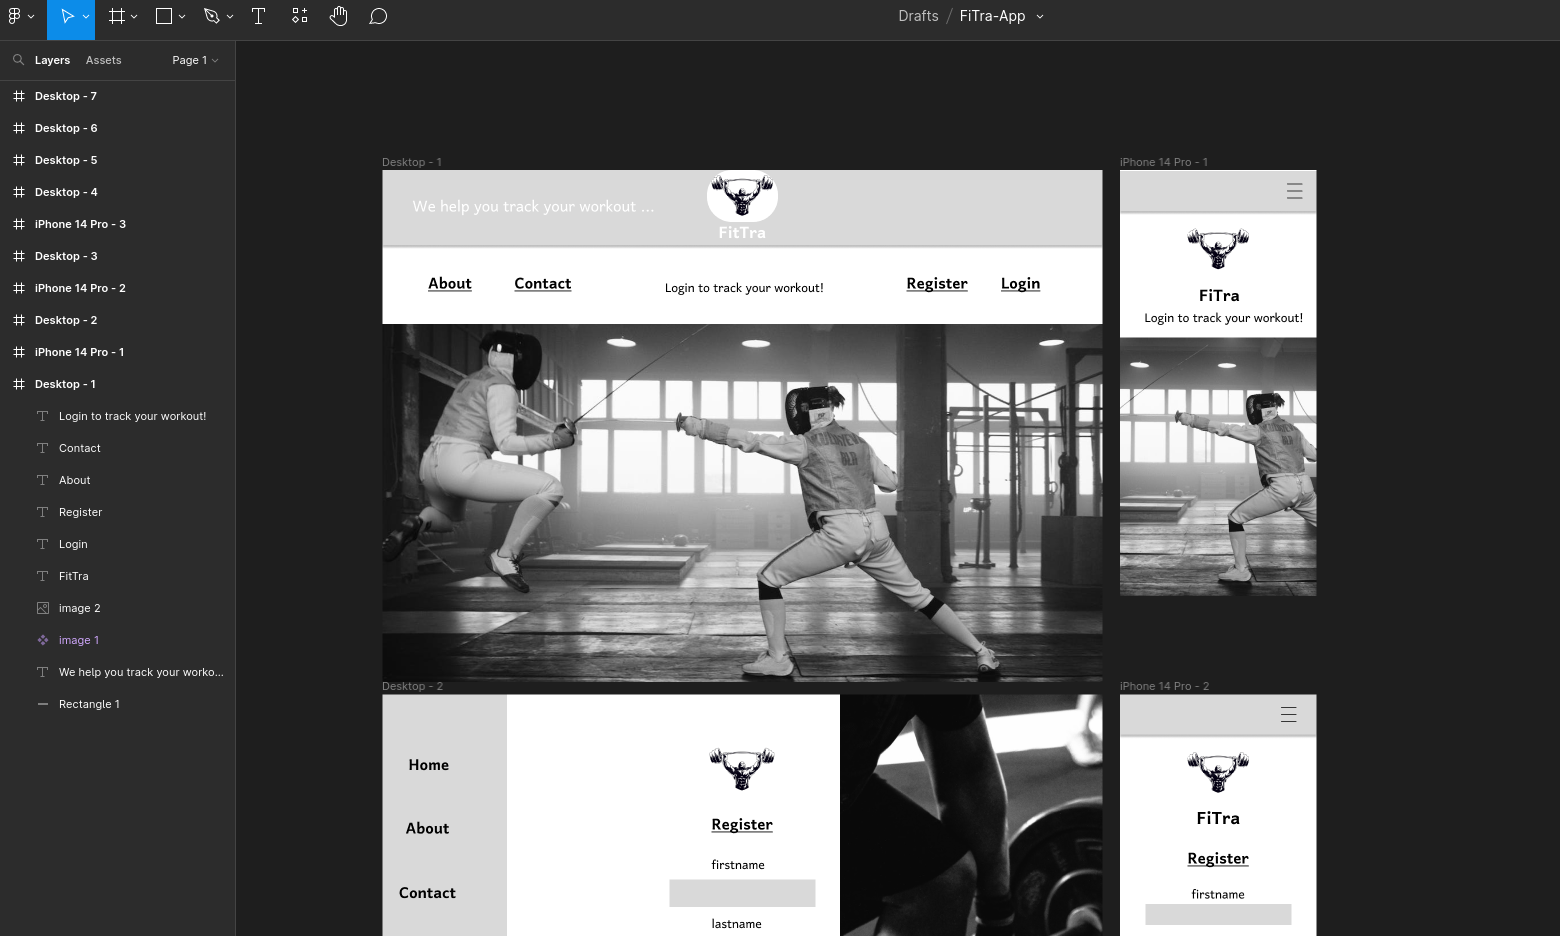 Drafts / FiTra-App
Layers Assets Page 1
Desktop - 7
Desktop - 6
Desktop - 5
Desktop - 4
iPhone 14 Pro - 3
Desktop - 3
iPhone 14 Pro - 2
Desktop - 2
iPhone 14 Pro - 1
Desktop - 1
Login to track your workout!
Contact
About
Register
Login
FitTra
image 2
image 1
We help you track your worko...
Rectangle 1
Desktop - 1
We help you track your workout ...
FitTra
About Contact Login to track your workout! Register Login
iPhone 14 Pro - 1
FiTra
Login to track your workout!
Desktop - 2
Home
About
Contact
Register
firstname
lastname
iPhone 14 Pro - 2
FiTra
Register
firstname